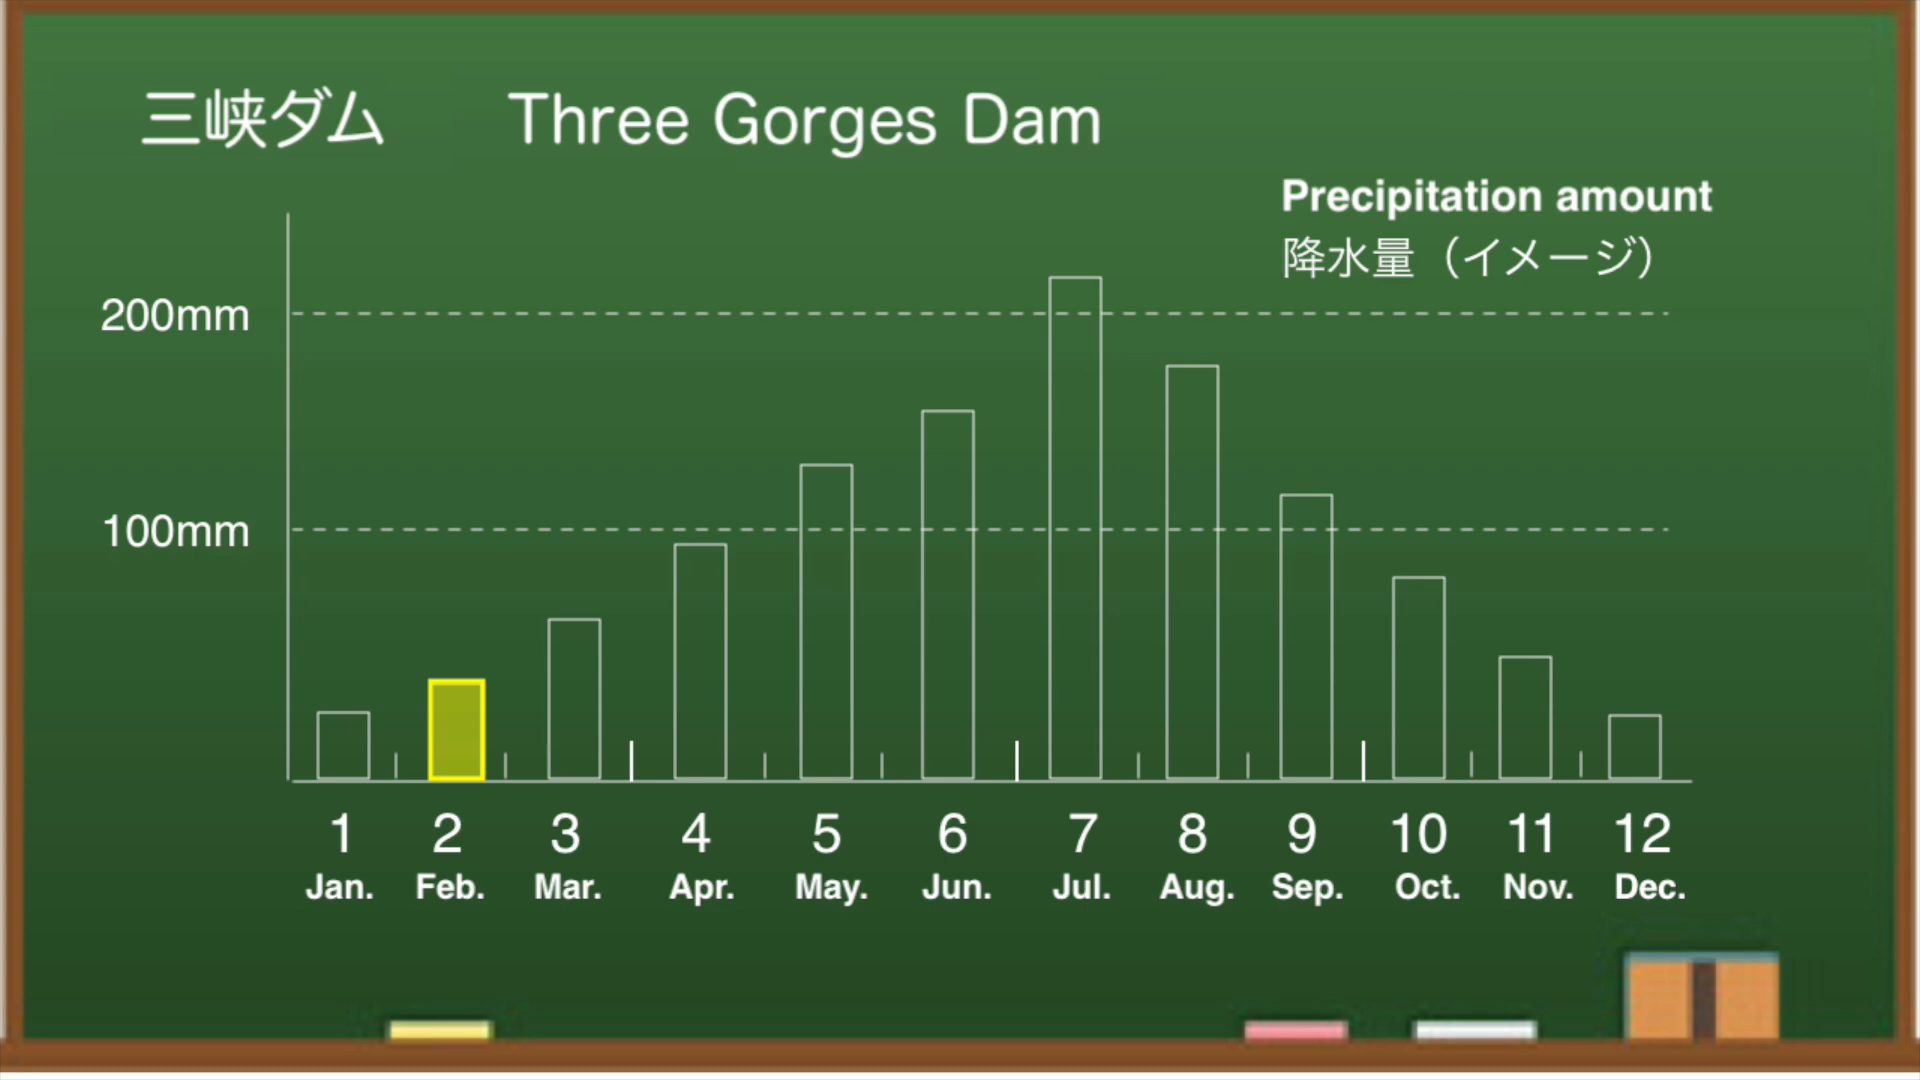 三峡ダム Three Gorges Dam
Precipitation amount
降水量（イメージ）
200mm
100mm
1 2 3 4 5 6 7 8 9 10 11 12
Jan. Feb. Mar. Apr. May. Jun. Jul. Aug. Sep. Oct. Nov. Dec.